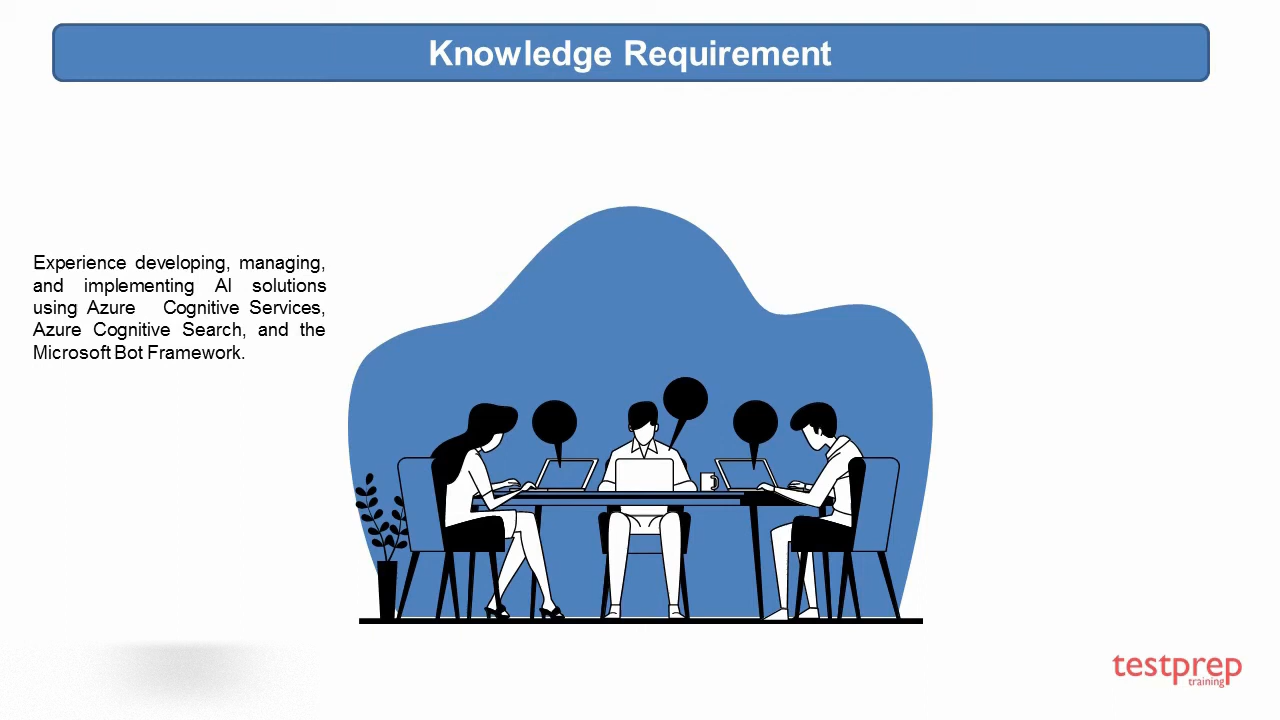 Knowledge Requirement
Experience developing, managing,
and implementing AI solutions
using Azure Cognitive Services,
Azure Cognitive Search, and the
Microsoft Bot Framework.
testprep
training